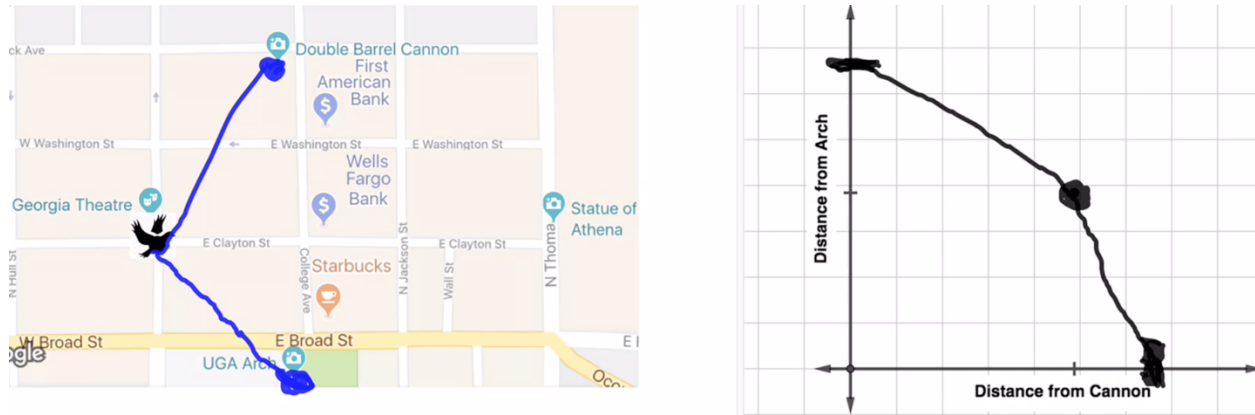 ck Ave
Double Barrel Cannon
First
American
Bank
$
W Washington St
E Washington St
E Washington St
Wells
Fargo
Bank
$
Georgia Theatre
Statue of
Athena
E Clayton St
E Clayton St
N Hull St
College Ave
N Jackson St
Wall St
N Thoma
Starbucks
W Broad St
E Broad St
E
ogle
UGA Arch
Oco
Distance from Arch
Distance from Cannon